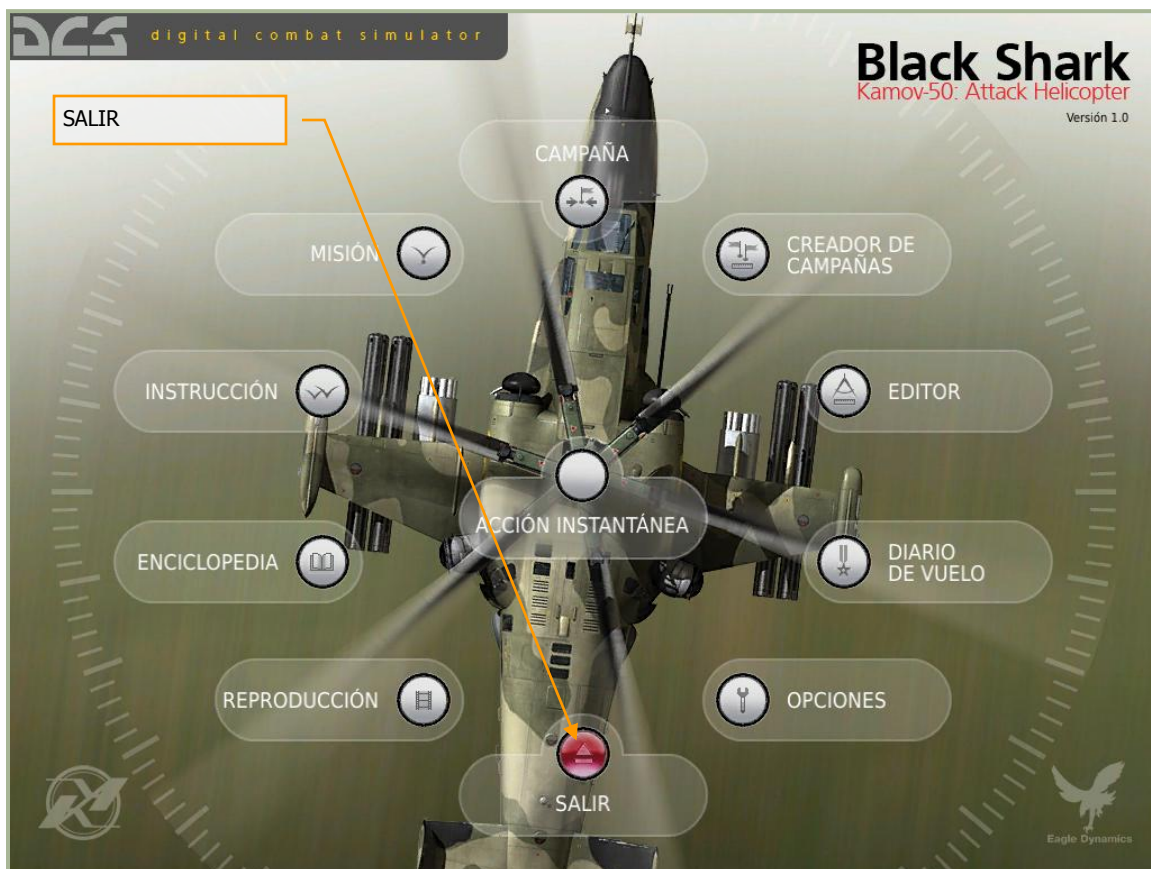 DCS digital combat simulator
Black Shark
Kamov-50: Attack Helicopter
Versión 1.0
SALIR
CAMPAÑA
MISIÓN
CREADOR DE
CAMPAÑAS
INSTRUCCIÓN
EDITOR
ACCIÓN INSTANTÁNEA
ENCICLOPEDIA
DIARIO
DE VUELO
REPRODUCCIÓN
OPCIONES
SALIR
Eagle Dynamics